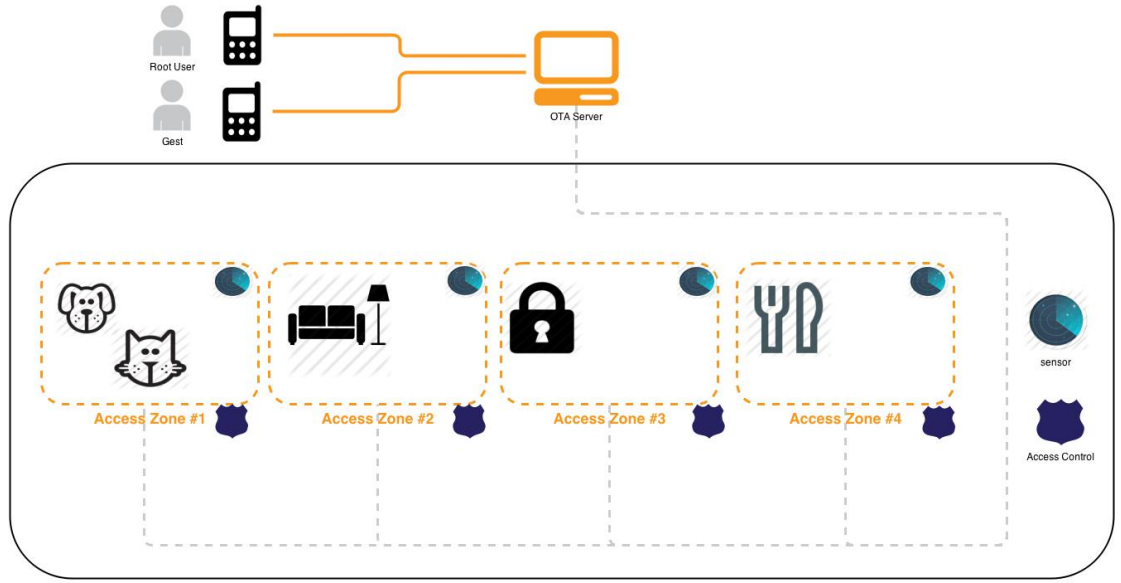 Root User
Gest
OTA Server
Access Zone #1
Access Zone #2
Access Zone #3
Access Zone #4
sensor
Access Control